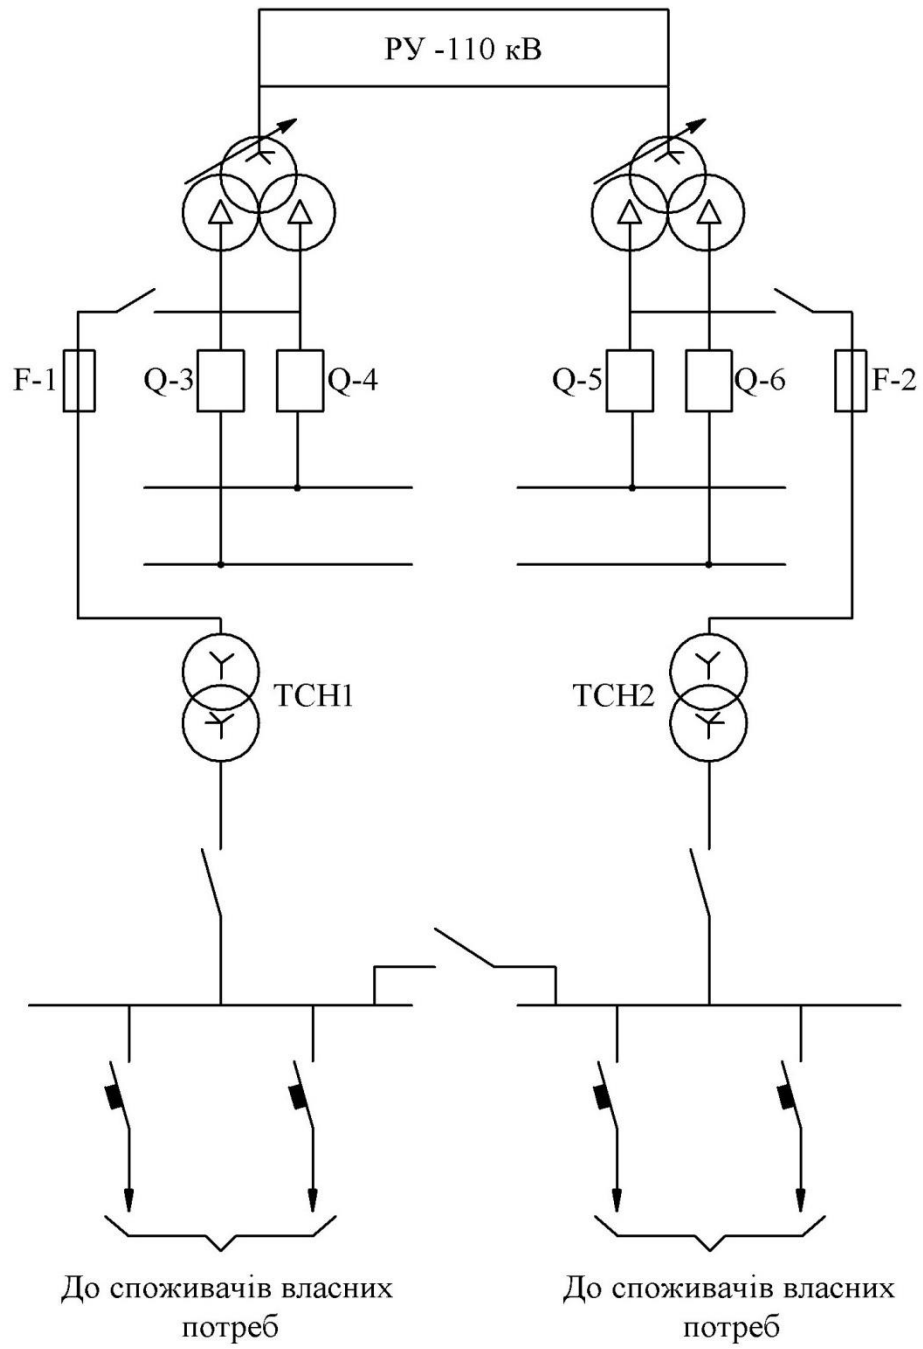 РУ -110 кВ
F-1
Q-3
Q-4
Q-5
Q-6
F-2
ТСН1
ТСН2
До споживачів власних
потреб
До споживачів власних
потреб